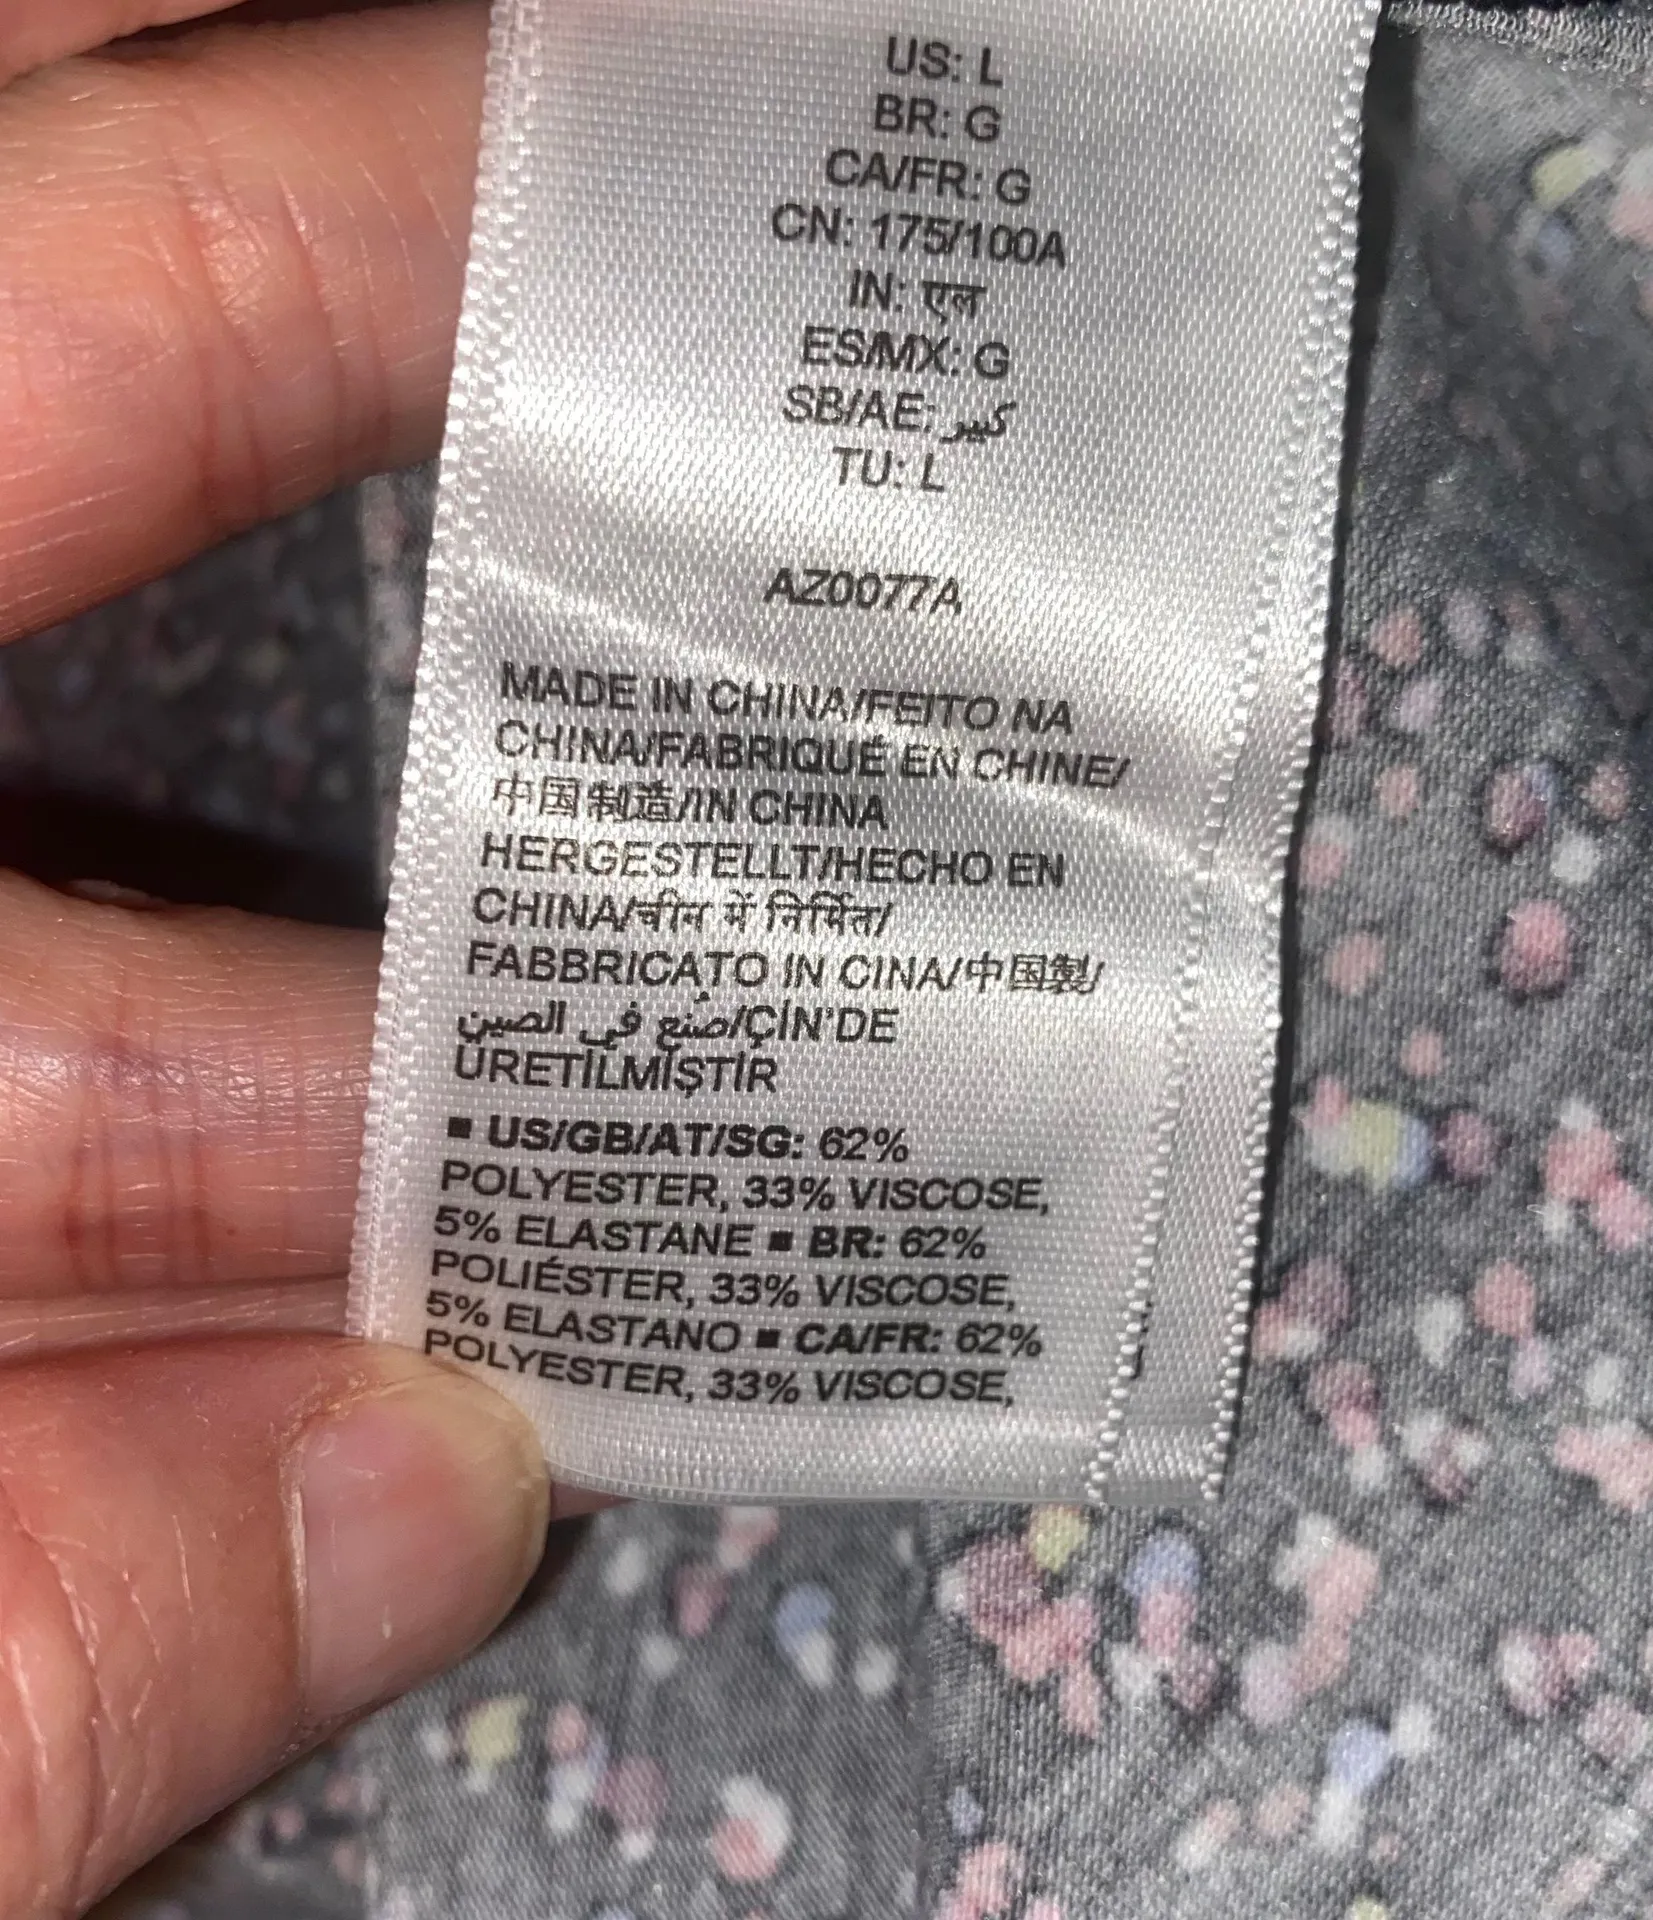 US: L
BR: G
CA/FR: G
CN: 175/100A
IN: एल
ES/MX: G
SB/AE: كبير
TU: L
AZ0077A
MADE IN CHINA/FEITO NA
CHINA/FABRIQUÉ EN CHINE/
中国制造/IN CHINA
HERGESTELLT/HECHO EN
CHINA/चीन में निर्मित/
FABBRICATO IN CINA/中国製/
صُنع في الصين/ÇİN'DE
ÜRETİLMİŞTİR
■ US/GB/AT/SG: 62%
POLYESTER, 33% VISCOSE,
5% ELASTANE ■ BR: 62%
POLIÉSTER, 33% VISCOSE,
5% ELASTANO ■ CA/FR: 62%
POLYESTER, 33% VISCOSE,